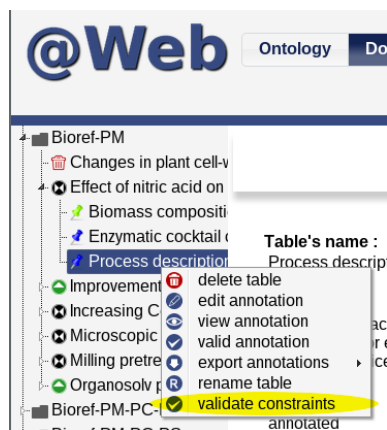 @Web
Ontology
Do
Bioref-PM
Changes in plant cell-w
Effect of nitric acid on
Biomass compositi
Enzymatic cocktail c
Process description
Improvement
Increasing C
Microscopic
Milling pretre
Organosolv p
Bioref-PM-PC-
Table's name :
Process descript
delete table
edit annotation
view annotation
valid annotation
export annotations
R rename table
validate constraints
annotated